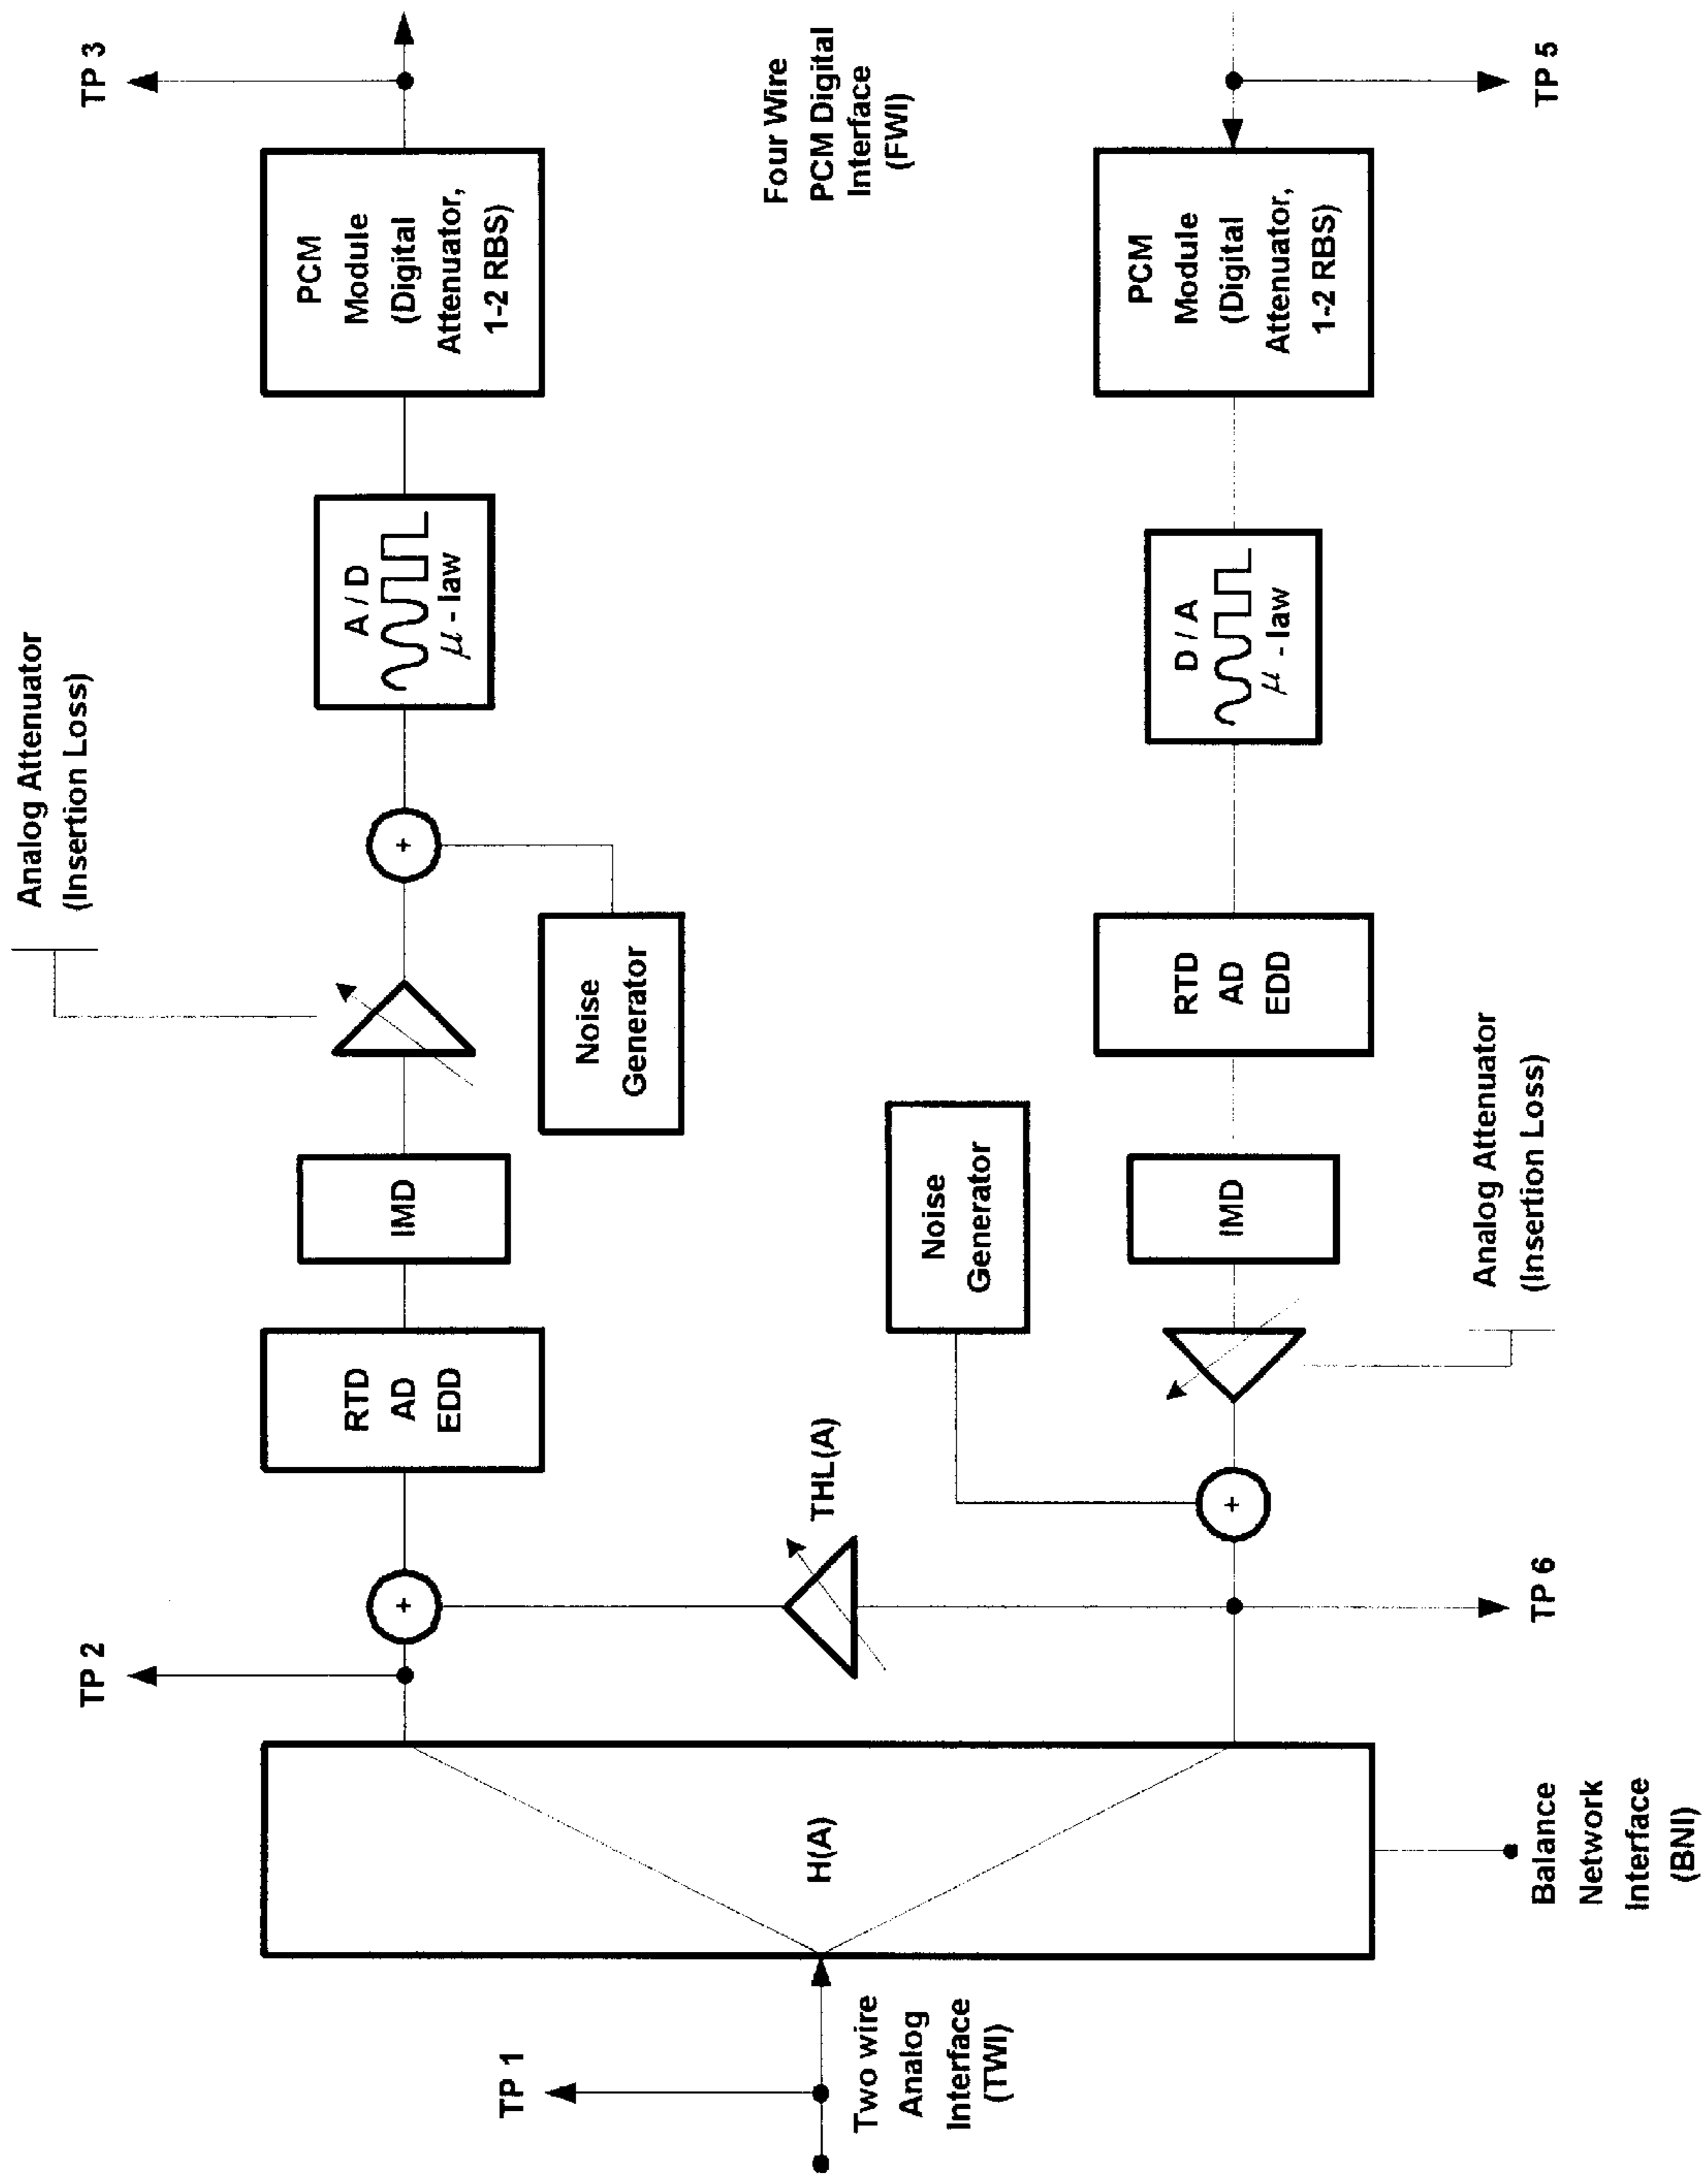 Analog Attenuator
(Insertion Loss)
TP 2
TP 3
+
RTD
AD
EDD
IMD
+
A / D
μ - law
PCM
Module
(Digital
Attenuator,
1-2 RBS)
Noise
Generator
TP 1
Two wire
Analog
Interface
(TWI)
H(A)
THL(A)
Four Wire
PCM Digital
Interface
(FWI)
Noise
Generator
+
IMD
RTD
AD
EDD
D / A
μ - law
PCM
Module
(Digital
Attenuator,
1-2 RBS)
Analog Attenuator
(Insertion Loss)
Balance
Network
Interface
(BNI)
TP 6
TP 5